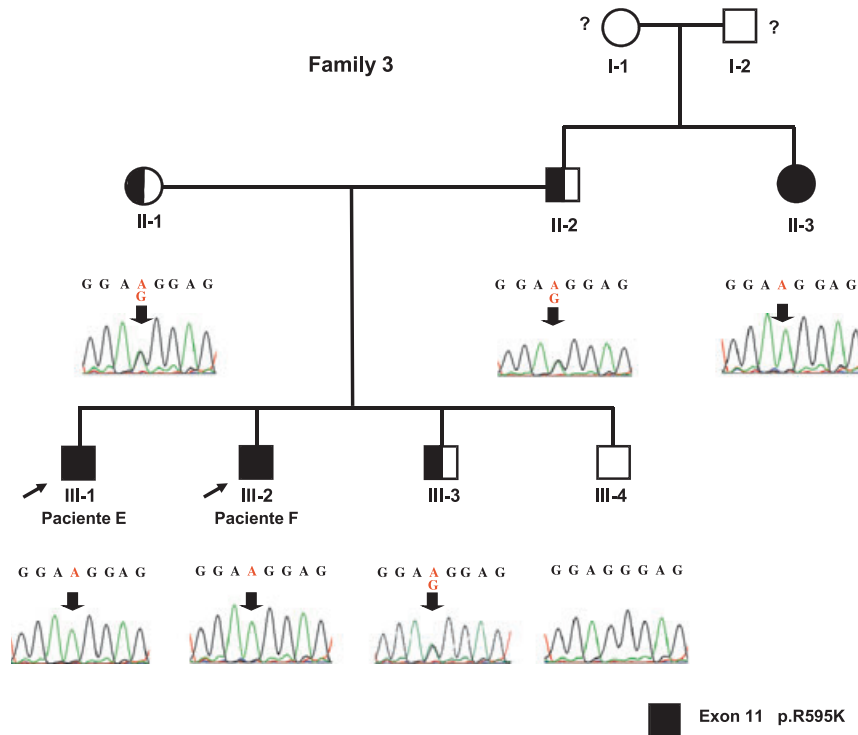 ? ?
Family 3
I-1 I-2
II-1 II-2 II-3
G G A A G G A G
G
G G A A G G A G
G
G G A A G G A G
III-1 III-2 III-3 III-4
Paciente E Paciente F
G G A A G G A G
G G A A G G A G
G G A A G G A G
G
G G A G G G A G
Exon 11 p.R595K